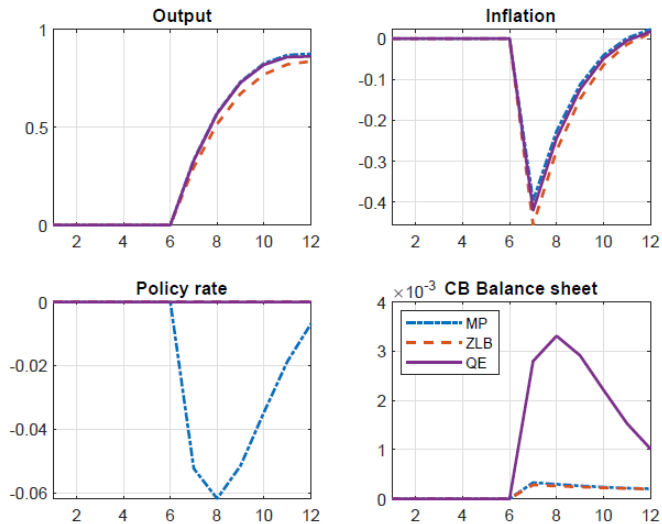 Output
1
0.5
0
2 4 6 8 10 12
Inflation
0
-0.1
-0.2
-0.3
-0.4
2 4 6 8 10 12
Policy rate
0
-0.02
-0.04
-0.06
2 4 6 8 10 12
CB Balance sheet
×10-3
4
3
2
1
0
MP
ZLB
QE
2 4 6 8 10 12